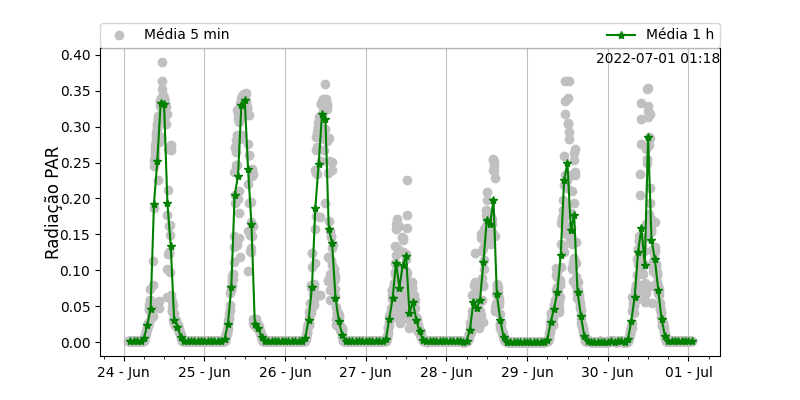 Média 5 min
Média 1 h
2022-07-01 01:18
Radiação PAR
0.40
0.35
0.30
0.25
0.20
0.15
0.10
0.05
0.00
24 - Jun
25 - Jun
26 - Jun
27 - Jun
28 - Jun
29 - Jun
30 - Jun
01 - Jul